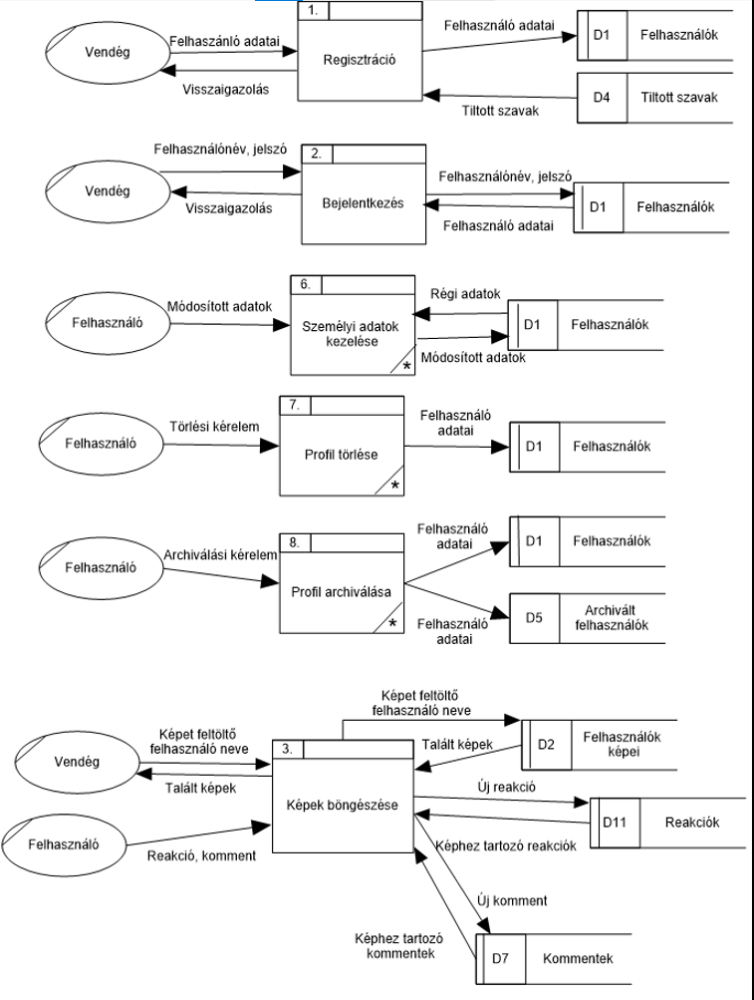 1.
Vendég
Felhaszánló adatai
Visszaigazolás
Regisztráció
Felhasználó adatai
D1
Felhasználók
Tiltott szavak
D4
Tiltott szavak
2.
Vendég
Felhasználónév, jelszó
Visszaigazolás
Bejelentkezés
Felhasználónév, jelszó
Felhasználó adatai
D1
Felhasználók
6.
Felhasználó
Módosított adatok
Személyi adatok
kezelése
*
Régi adatok
Módosított adatok
D1
Felhasználók
7.
Felhasználó
Törlési kérelem
Profil törlése
*
Felhasználó
adatai
D1
Felhasználók
8.
Felhasználó
Archiválási kérelem
Profil archiválása
*
Felhasználó
adatai
D1
Felhasználók
Felhasználó
adatai
D5
Archivált
felhasználók
3.
Vendég
Képet feltöltő
felhasználó neve
Talált képek
Felhasználó
Reakció, komment
Képek böngészése
Képet feltöltő
felhasználó neve
Talált képek
D2
Felhasználók
képei
Új reakció
Képhez tartozó reakciók
D11
Reakciók
Új komment
Képhez tartozó
kommentek
D7
Kommentek